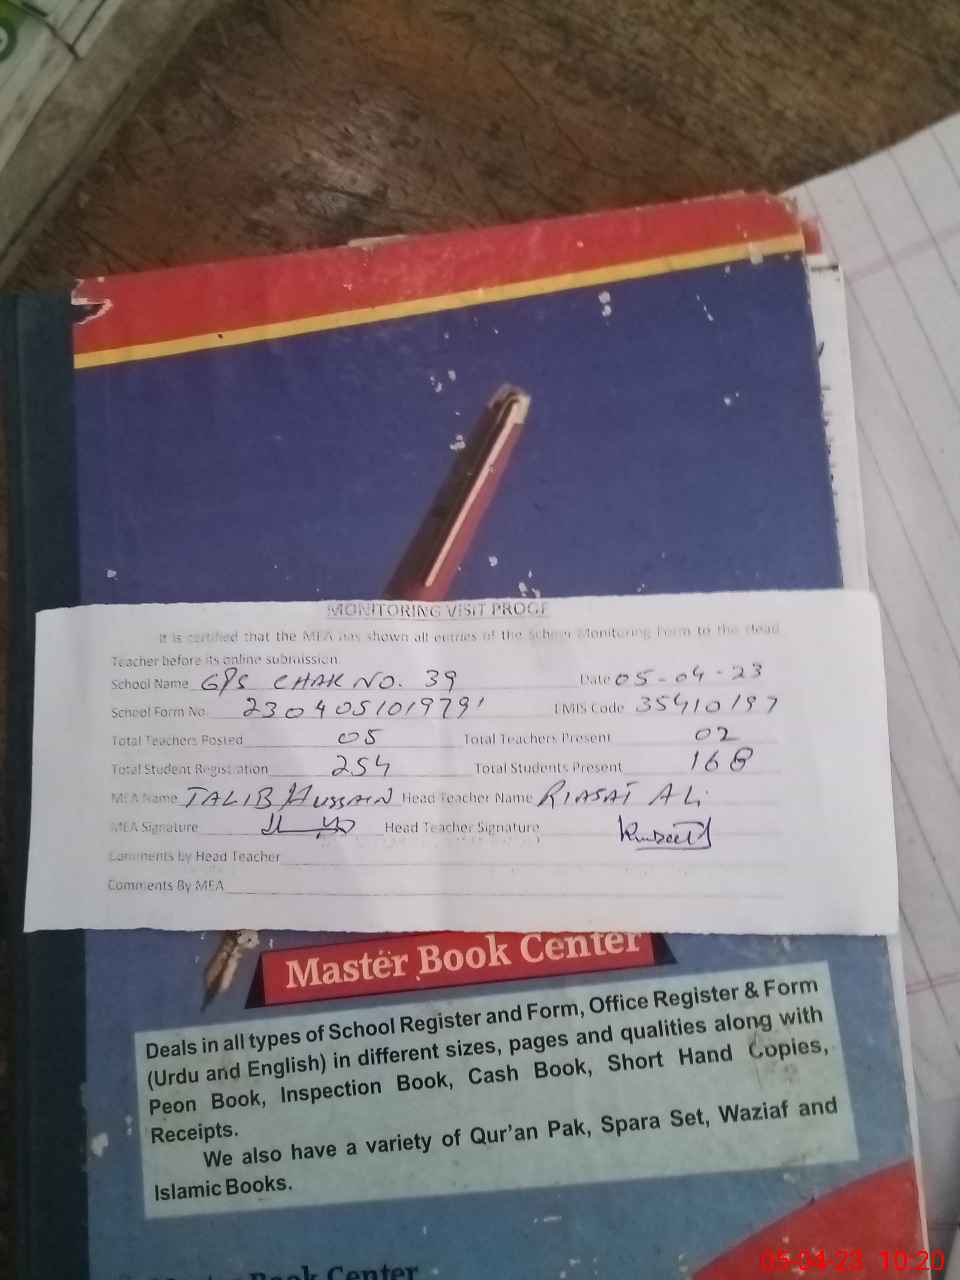 MONITORING VISIT PROOF
It is certified that the MEA has shown all entries of the School Monitoring Form to the Head
Teacher before its online submission.
School Name GPS CHAK NO. 39 Date 05-04-23
School Form No. 2304051019791 EMIS Code 35410197
Total Teachers Posted 05 Total Teachers Present 02
Total Student Registration 254 Total Students Present 168
MEA Name TALIB HUSSAIN Head Teacher Name RIASAT ALI
MEA Signature Head Teacher Signature
Comments by Head Teacher
Comments By MEA
Master Book Center
Deals in all types of School Register and Form, Office Register & Form
(Urdu and English) in different sizes, pages and qualities along with
Peon Book, Inspection Book, Cash Book, Short Hand Copies,
Receipts.
We also have a variety of Qur'an Pak, Spara Set, Waziaf and
Islamic Books.
Book Center
05-04-23 10:20